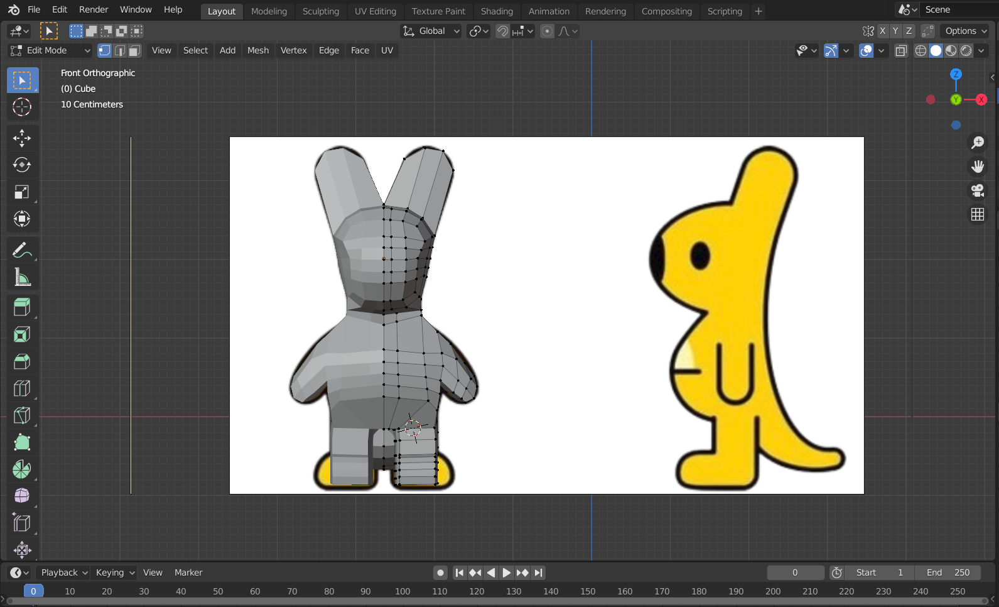 File Edit Render Window Help Layout Modeling Sculpting UV Editing Texture Paint Shading Animation Rendering Compositing Scripting + Scene
Global X Y Z Options
Edit Mode View Select Add Mesh Vertex Edge Face UV
Front Orthographic
(0) Cube
10 Centimeters
Z
Y X
Playback Keying View Marker 0 Start 1 End 250
0 10 20 30 40 50 60 70 80 90 100 110 120 130 140 150 160 170 180 190 200 210 220 230 240 250